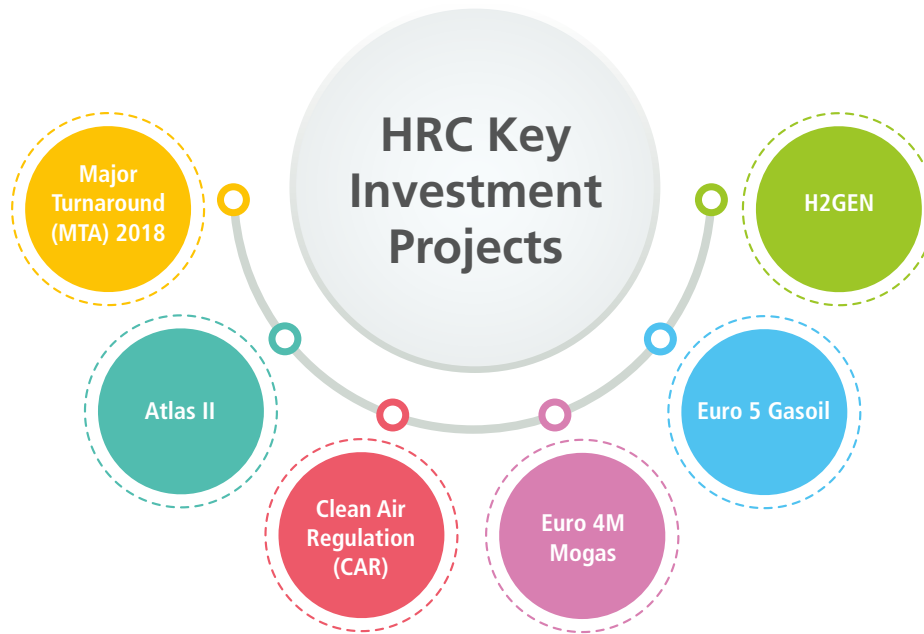 HRC Key
Investment
Projects
Major
Turnaround
(MTA) 2018
Atlas II
Clean Air
Regulation
(CAR)
Euro 4M
Mogas
Euro 5 Gasoil
H2GEN